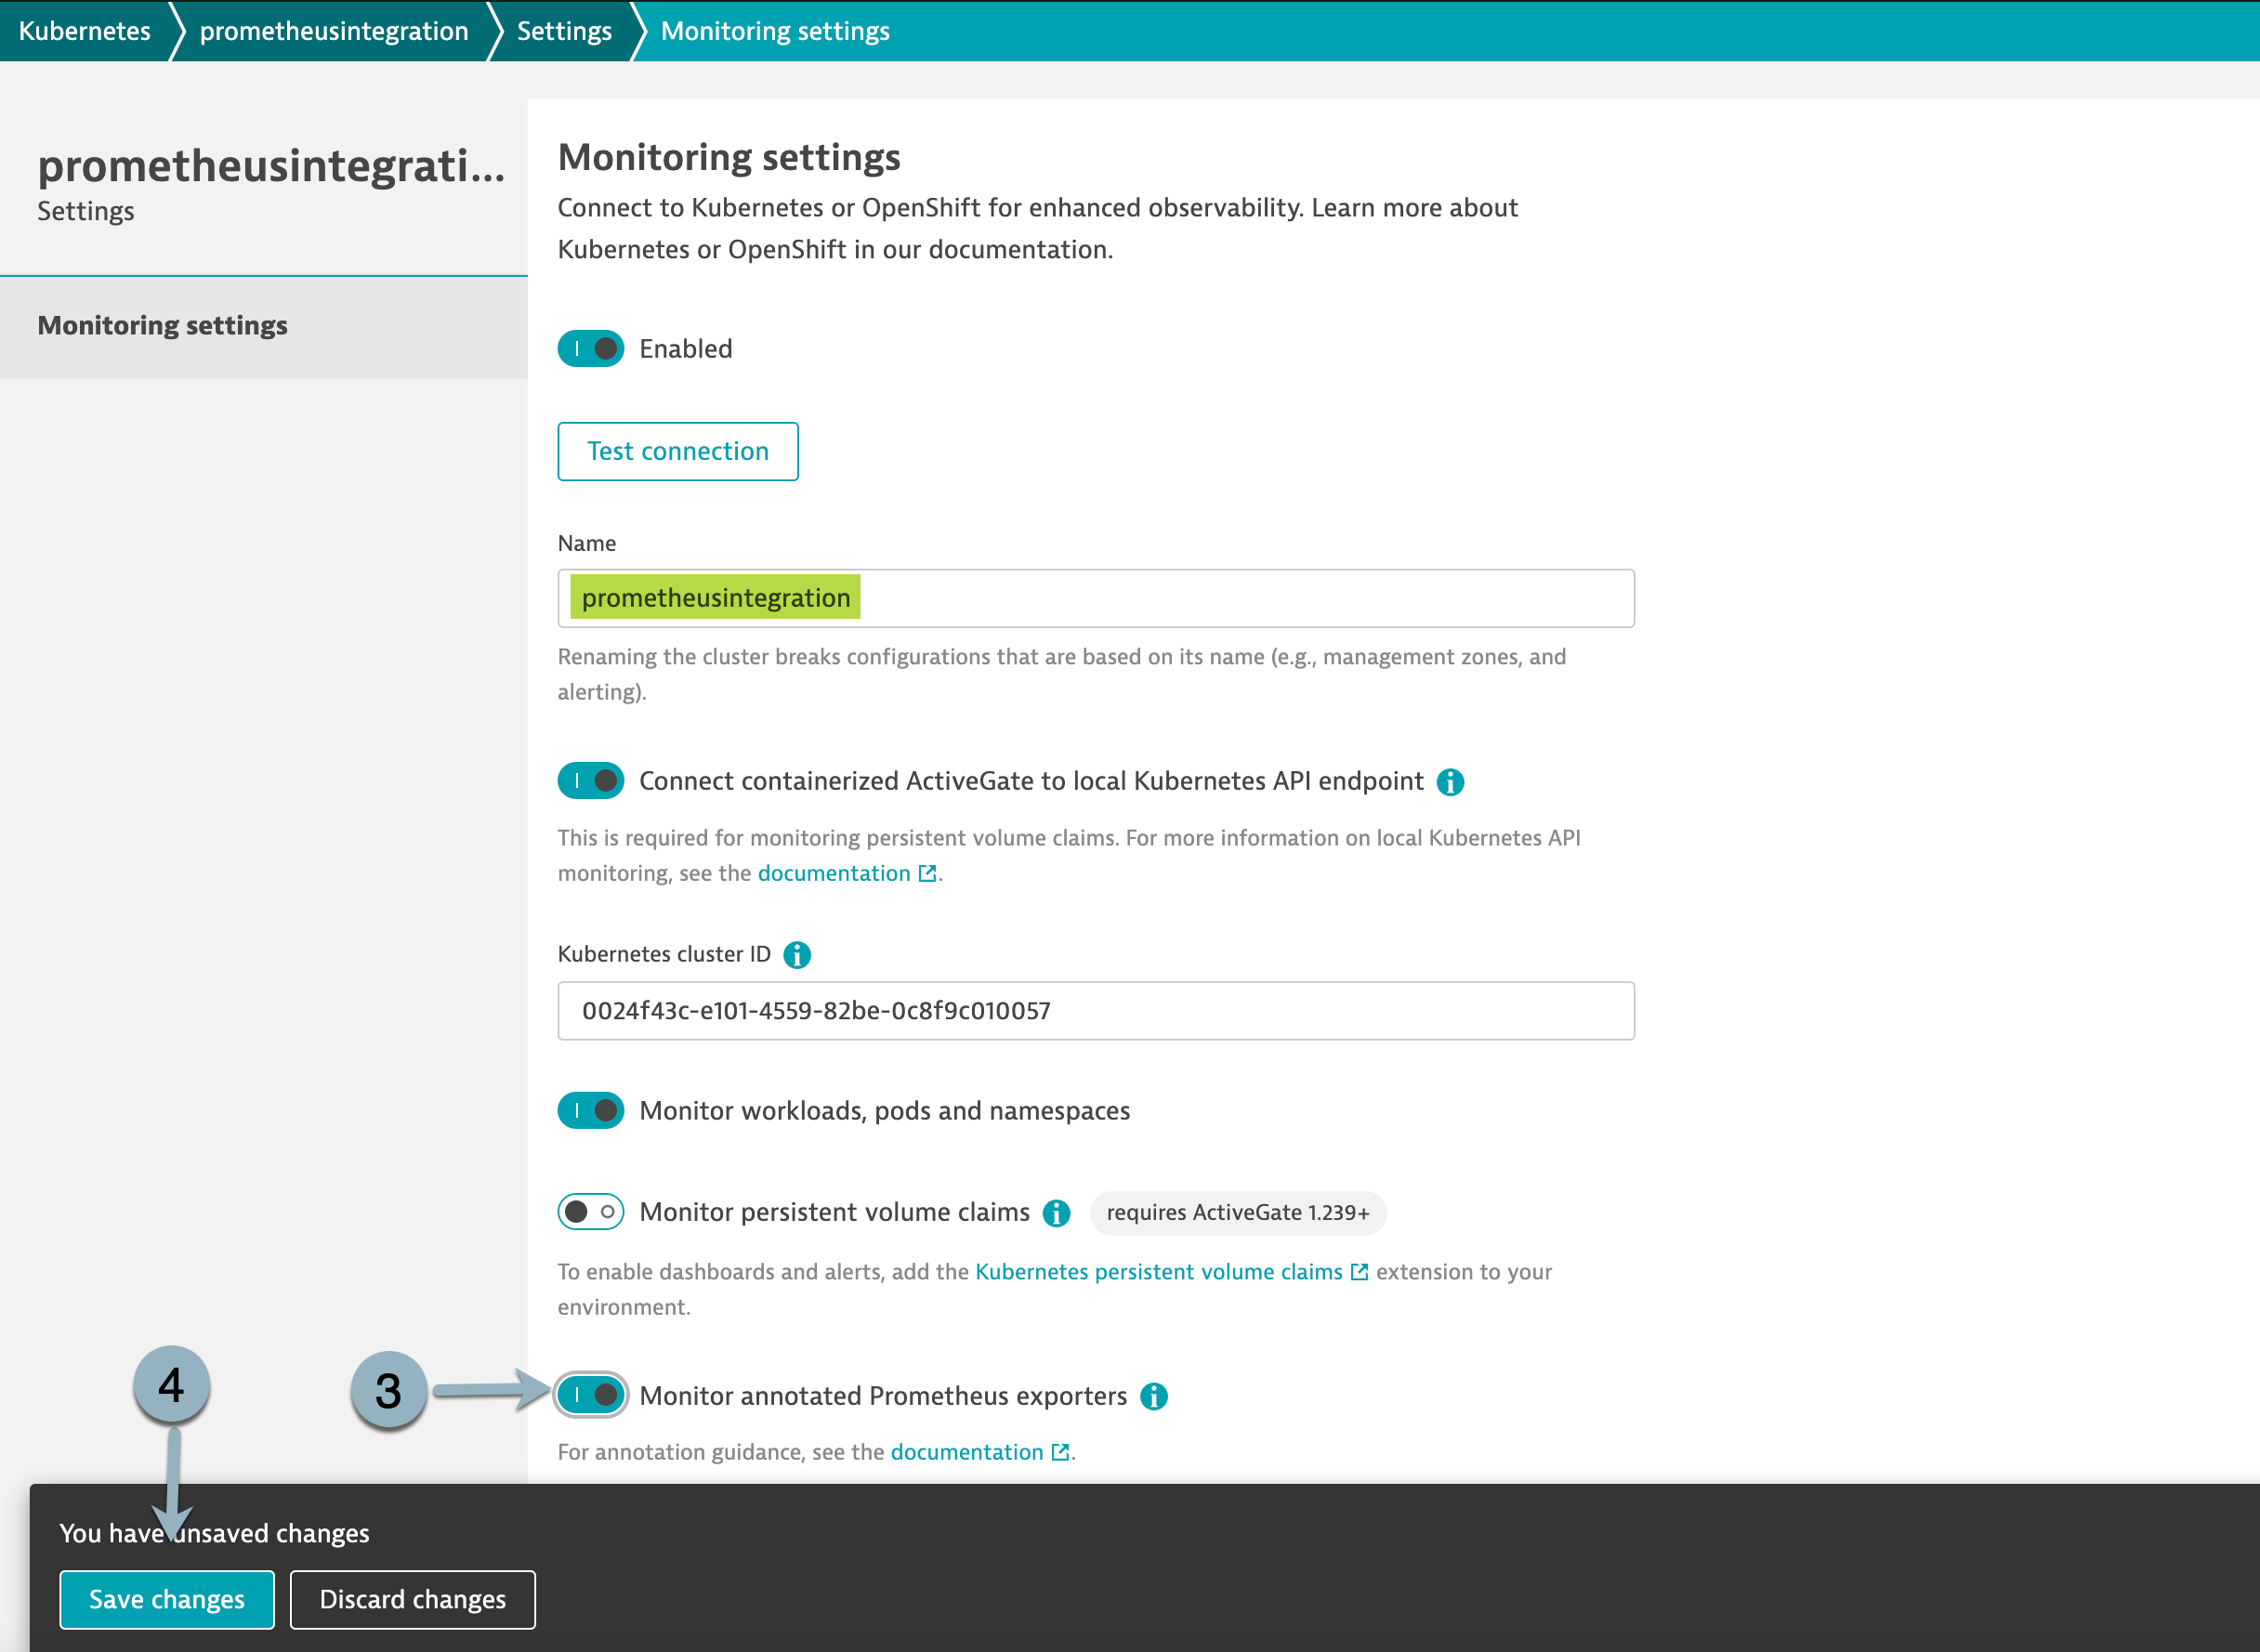 Kubernetes prometheusintegration Settings Monitoring settings
prometheusintegrati...
Settings
Monitoring settings
Monitoring settings
Connect to Kubernetes or OpenShift for enhanced observability. Learn more about
Kubernetes or OpenShift in our documentation.
Enabled
Test connection
Name
prometheusintegration
Renaming the cluster breaks configurations that are based on its name (e.g., management zones, and
alerting).
Connect containerized ActiveGate to local Kubernetes API endpoint
This is required for monitoring persistent volume claims. For more information on local Kubernetes API
monitoring, see the documentation.
Kubernetes cluster ID
0024f43c-e101-4559-82be-0c8f9c010057
Monitor workloads, pods and namespaces
Monitor persistent volume claims requires ActiveGate 1.239+
To enable dashboards and alerts, add the Kubernetes persistent volume claims extension to your
environment.
4
3
Monitor annotated Prometheus exporters
For annotation guidance, see the documentation.
You have unsaved changes
Save changes Discard changes